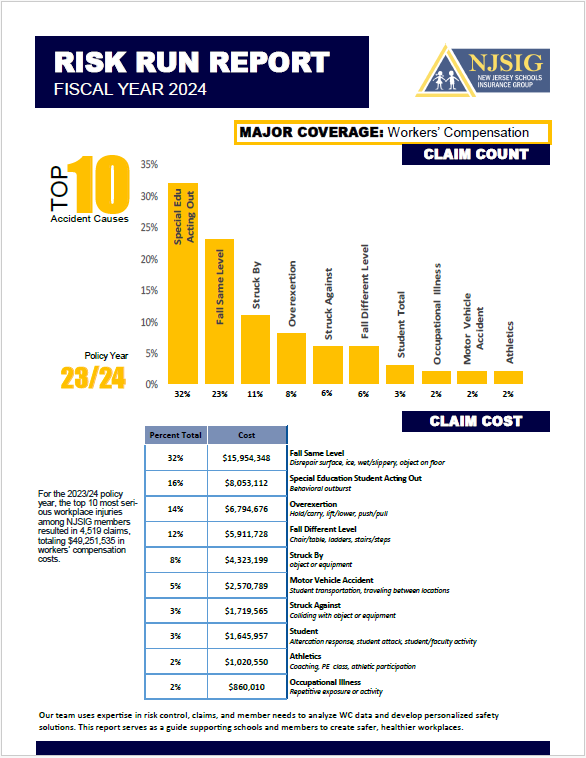 RISK RUN REPORT
FISCAL YEAR 2024
NJSIG
NEW JERSEY SCHOOLS
INSURANCE GROUP
MAJOR COVERAGE: Workers' Compensation
CLAIM COUNT
TOP 10
Accident Causes
Policy Year
23/24
35%
30%
25%
20%
15%
10%
5%
0%
Special Edu
Acting Out
Fall Same Level
Struck By
Overexertion
Struck Against
Fall Different Level
Student Total
Occupational Illness
Motor Vehicle
Accident
Athletics
32% 23% 11% 8% 6% 6% 3% 2% 2% 2%
CLAIM COST
For the 2023/24 policy
year, the top 10 most seri-
ous workplace injuries
among NJSIG members
resulted in 4,519 claims,
totaling $49,251,535 in
workers' compensation
costs.
Percent Total Cost
32% $15,954,348 Fall Same Level
Disrepair surface, ice, wet/slippery, object on floor
16% $8,053,112 Special Education Student Acting Out
Behavioral outburst
14% $6,794,676 Overexertion
Hold/carry, lift/lower, push/pull
12% $5,911,728 Fall Different Level
Chair/table, ladders, stairs/steps
8% $4,323,199 Struck By
object or equipment
5% $2,570,789 Motor Vehicle Accident
Student transportation, traveling between locations
3% $1,719,565 Struck Against
Colliding with object or equipment
3% $1,645,957 Student
Altercation response, student attack, student/faculty activity
2% $1,020,550 Athletics
Coaching, PE class, athletic participation
2% $860,010 Occupational Illness
Repetitive exposure or activity
Our team uses expertise in risk control, claims, and member needs to analyze WC data and develop personalized safety
solutions. This report serves as a guide supporting schools and members to create safer, healthier workplaces.